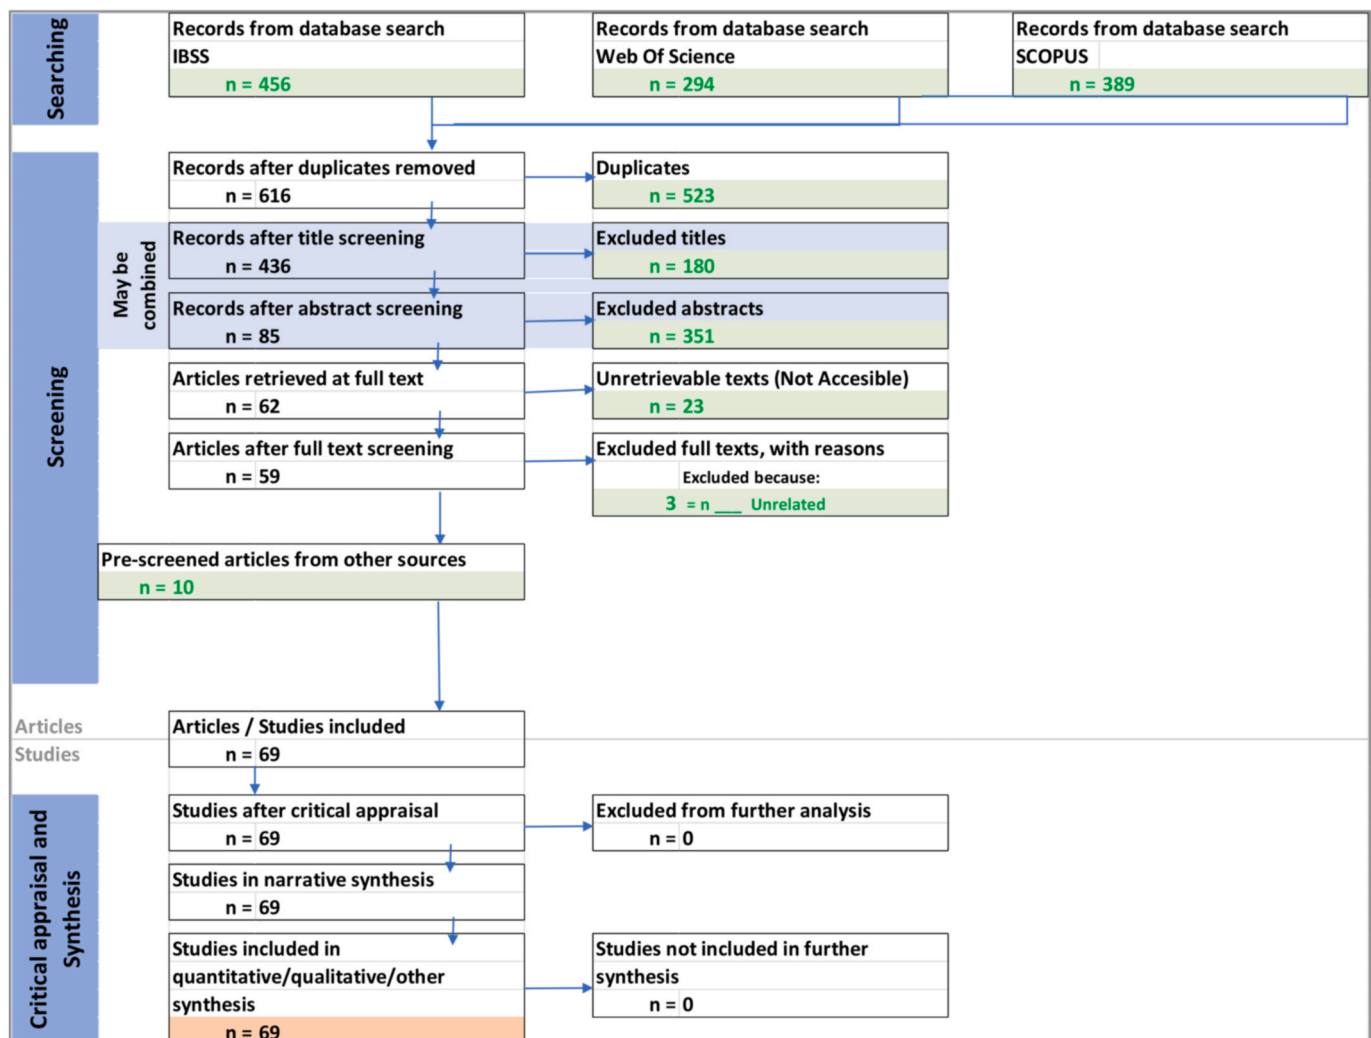 Searching
Records from database search
IBSS
n = 456
Records from database search
Web Of Science
n = 294
Records from database search
SCOPUS
n = 389
Screening
Records after duplicates removed
n = 616
Duplicates
n = 523
May be
combined
Records after title screening
n = 436
Excluded titles
n = 180
Records after abstract screening
n = 85
Excluded abstracts
n = 351
Articles retrieved at full text
n = 62
Unretrievable texts (Not Accesible)
n = 23
Articles after full text screening
n = 59
Excluded full texts, with reasons
Excluded because:
3 = n ___ Unrelated
Pre-screened articles from other sources
n = 10
Articles
Studies
Articles / Studies included
n = 69
Critical appraisal and
Synthesis
Studies after critical appraisal
n = 69
Excluded from further analysis
n = 0
Studies in narrative synthesis
n = 69
Studies included in
quantitative/qualitative/other
synthesis
n = 69
Studies not included in further
synthesis
n = 0